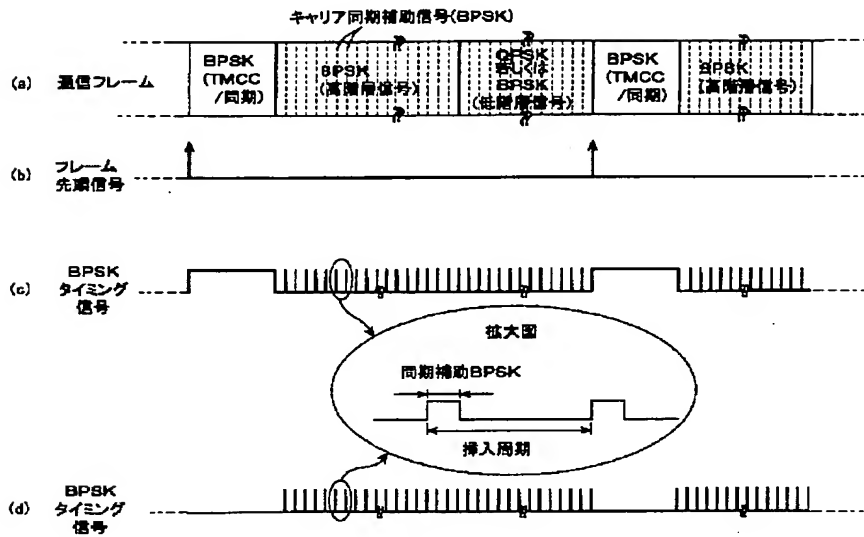 キャリア同期補助信号(BPSK)
(a) 通信フレーム
BPSK
(TMCC
/同期)
BPSK
(高階層信号)
QPSK
もしくは
BPSK
(低階層信号)
BPSK
(TMCC
/同期)
BPSK
(高階層信号)
(b) フレーム
先頭信号
(c) BPSK
タイミング
信号
拡大図
同期補助BPSK
挿入周期
(d) BPSK
タイミング
信号